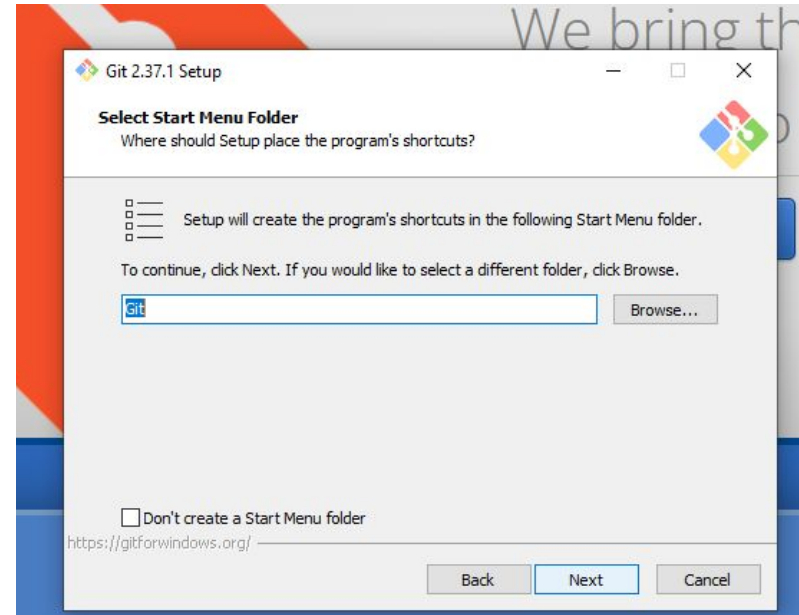 We bring th
Git 2.37.1 Setup
Select Start Menu Folder
Where should Setup place the program's shortcuts?
Setup will create the program's shortcuts in the following Start Menu folder.
To continue, click Next. If you would like to select a different folder, click Browse.
Git
Browse...
Don't create a Start Menu folder
https://gitforwindows.org/
Back
Next
Cancel